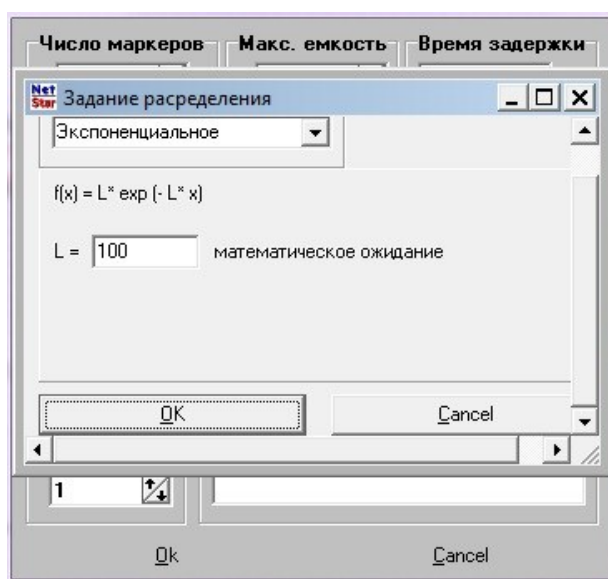 Число маркеров Макс. емкость Время задержки
Net
Star Задание расределения
Экспоненциальное
f(x) = L* exp (- L* x)
L = 100 математическое ожидание
OK Cancel
1
Ok Cancel